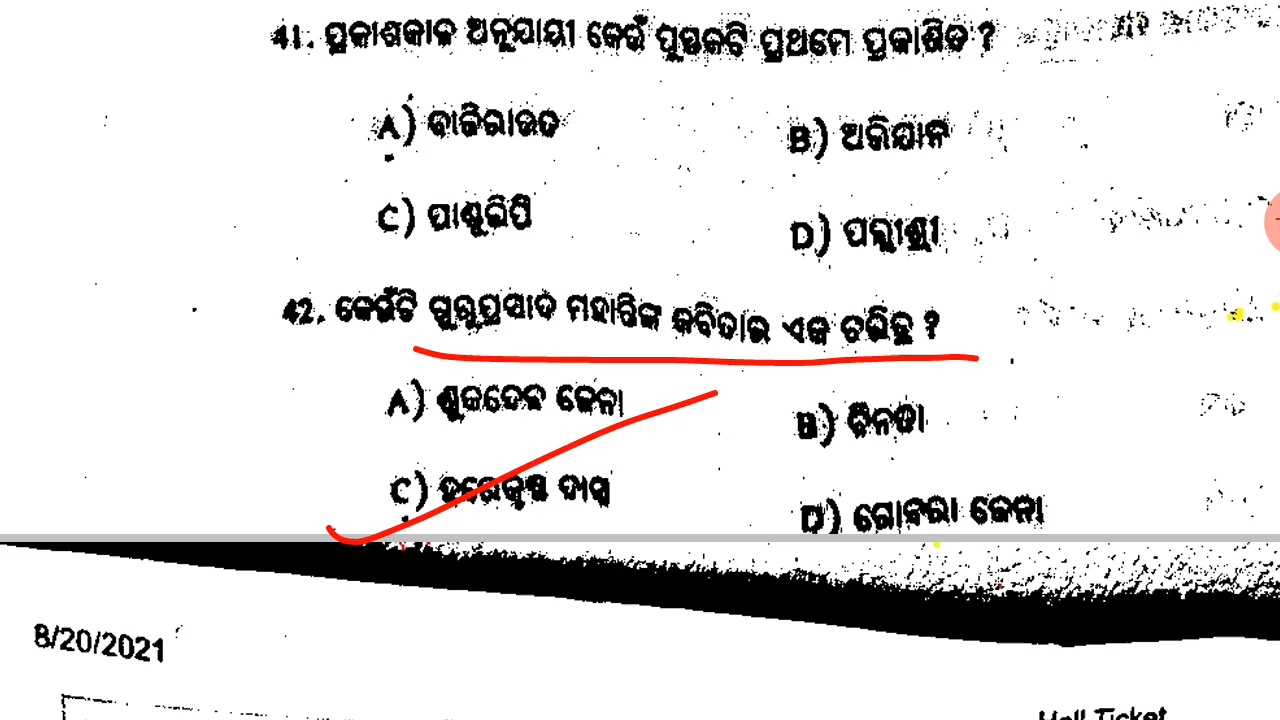 41. ପ୍ରକାଶକାଳ ଅନୁଯାୟୀ କେଉଁ ପୁସ୍ତକଟି ପ୍ରଥମେ ପ୍ରକାଶିତ ?
A) ବାଜିରାଉତ
B) ଅଭିଯାନ
C) ପାଣ୍ଡୁଲିପି
D) ପଲ୍ଲୀଶ୍ରୀ
42. କେଉଁଟି ଗୁରୁପ୍ରସାଦ ମହାନ୍ତିଙ୍କ କବିତାର ଏକ ଚରିତ୍ର ?
A) ଶୁକଦେବ ଜେନା
B)
C) ହରେକୃଷ୍ଣ ଦାସ
D) ଗୋବରା ଜେନା
8/20/2021
Hall Ticket